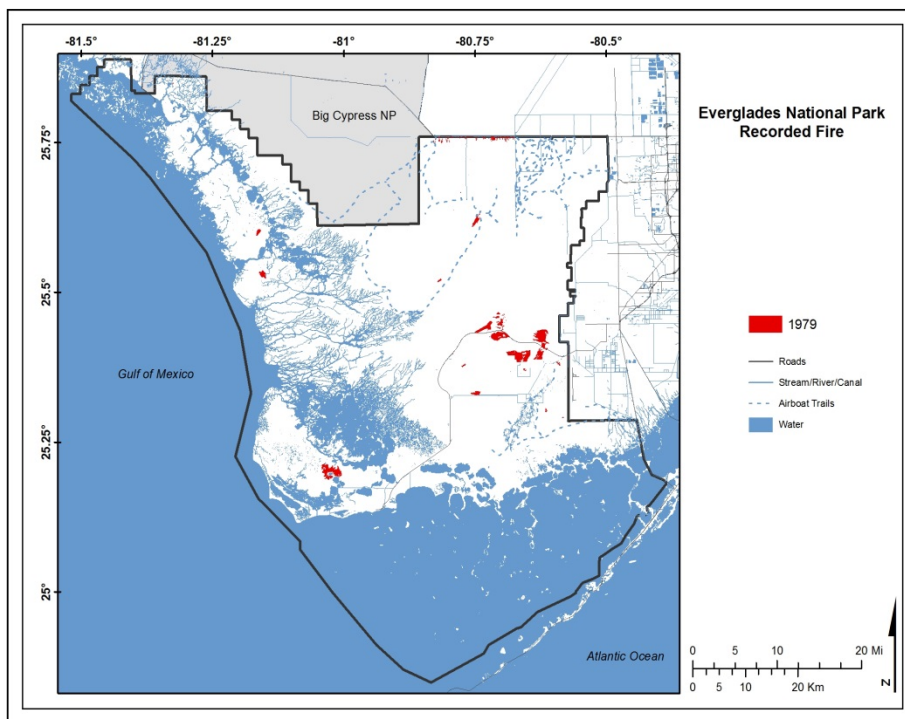 -81.5
-81.25
-81°
-80.75
-80.5
25.75°
25.5°
25.25°
25°
Big Cypress NP
Gulf of Mexico
Atlantic Ocean
Everglades National Park
Recorded Fire
1979
Roads
Stream/River/Canal
Airboat Trails
Water
0 5 10 20 Mi
0 5 10 20 Km
N